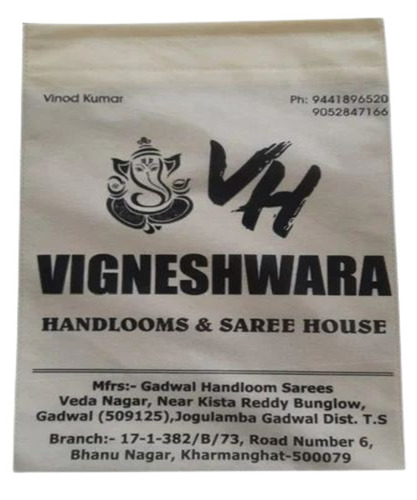 Vinod Kumar Ph: 9441896520
9052847166
VH
VIGNESHWARA
HANDLOOMS & SAREE HOUSE
Mfrs:- Gadwal Handloom Sarees
Veda Nagar, Near Kista Reddy Bunglow,
Gadwal (509125),Jogulamba Gadwal Dist. T.S
Branch:- 17-1-382/B/73, Road Number 6,
Bhanu Nagar, Kharmanghat-500079